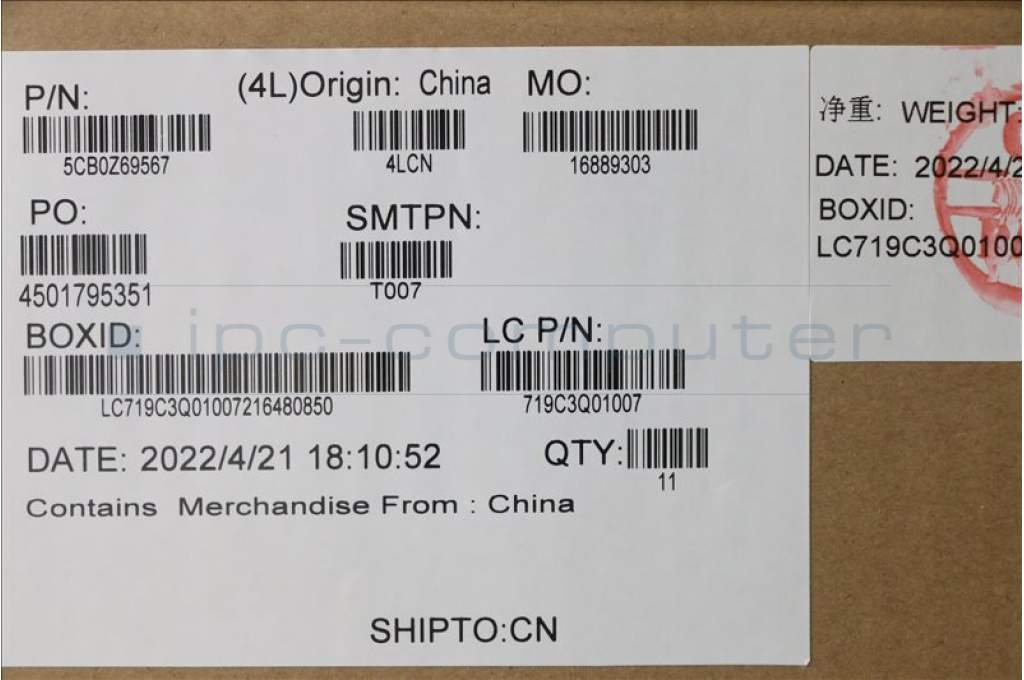 P/N: (4L)Origin: China MO:
5CB0Z69567 4LCN 16889303
PO: SMTPN:
4501795351 T007
BOXID: LC P/N:
LC719C3Q01007216480850 719C3Q01007
DATE: 2022/4/21 18:10:52 QTY:
11
Contains Merchandise From : China
SHIPTO:CN
净重: WEIGHT:
DATE: 2022/4/2
BOXID:
LC719C3Q0100
ipc-computer